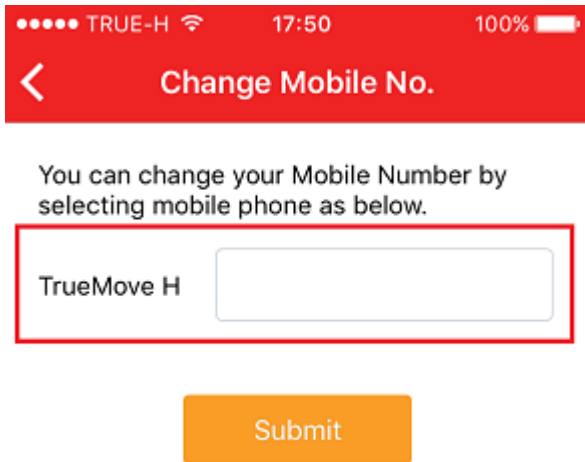 TRUE-H 17:50 100%
Change Mobile No.
You can change your Mobile Number by
selecting mobile phone as below.
TrueMove H
Submit